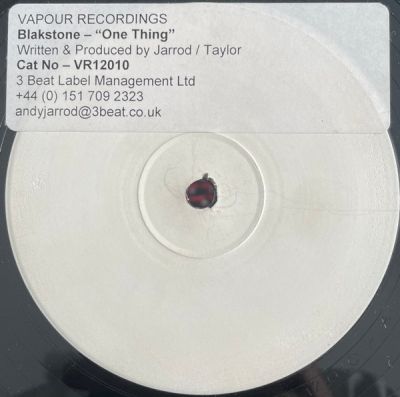 VAPOUR RECORDINGS
Blakstone – “One Thing”
Written & Produced by Jarrod / Taylor
Cat No – VR12010
3 Beat Label Management Ltd
+44 (0) 151 709 2323
andyjarrod@3beat.co.uk